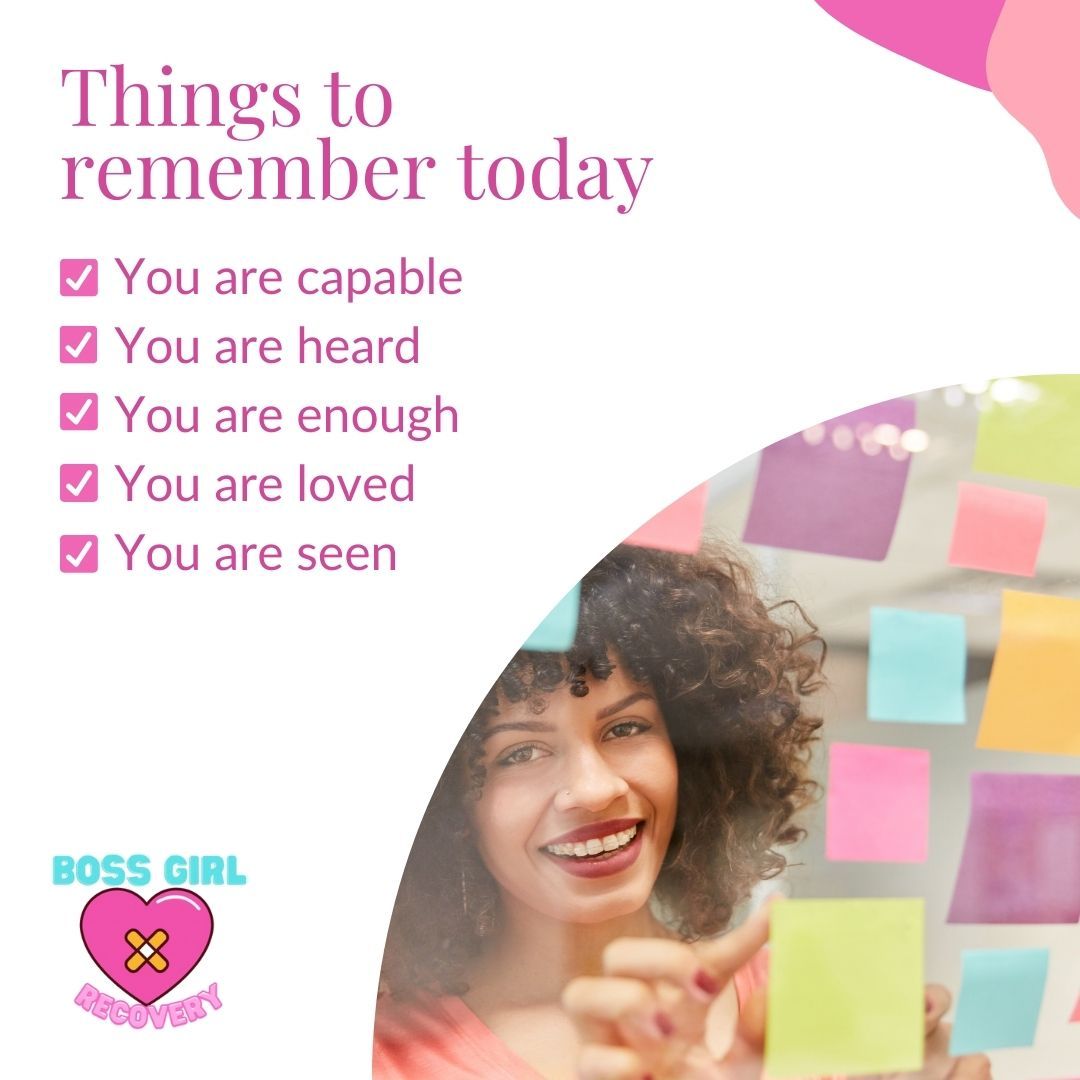 Things to
remember today
You are capable
You are heard
You are enough
You are loved
You are seen
BOSS GIRL
RECOVERY